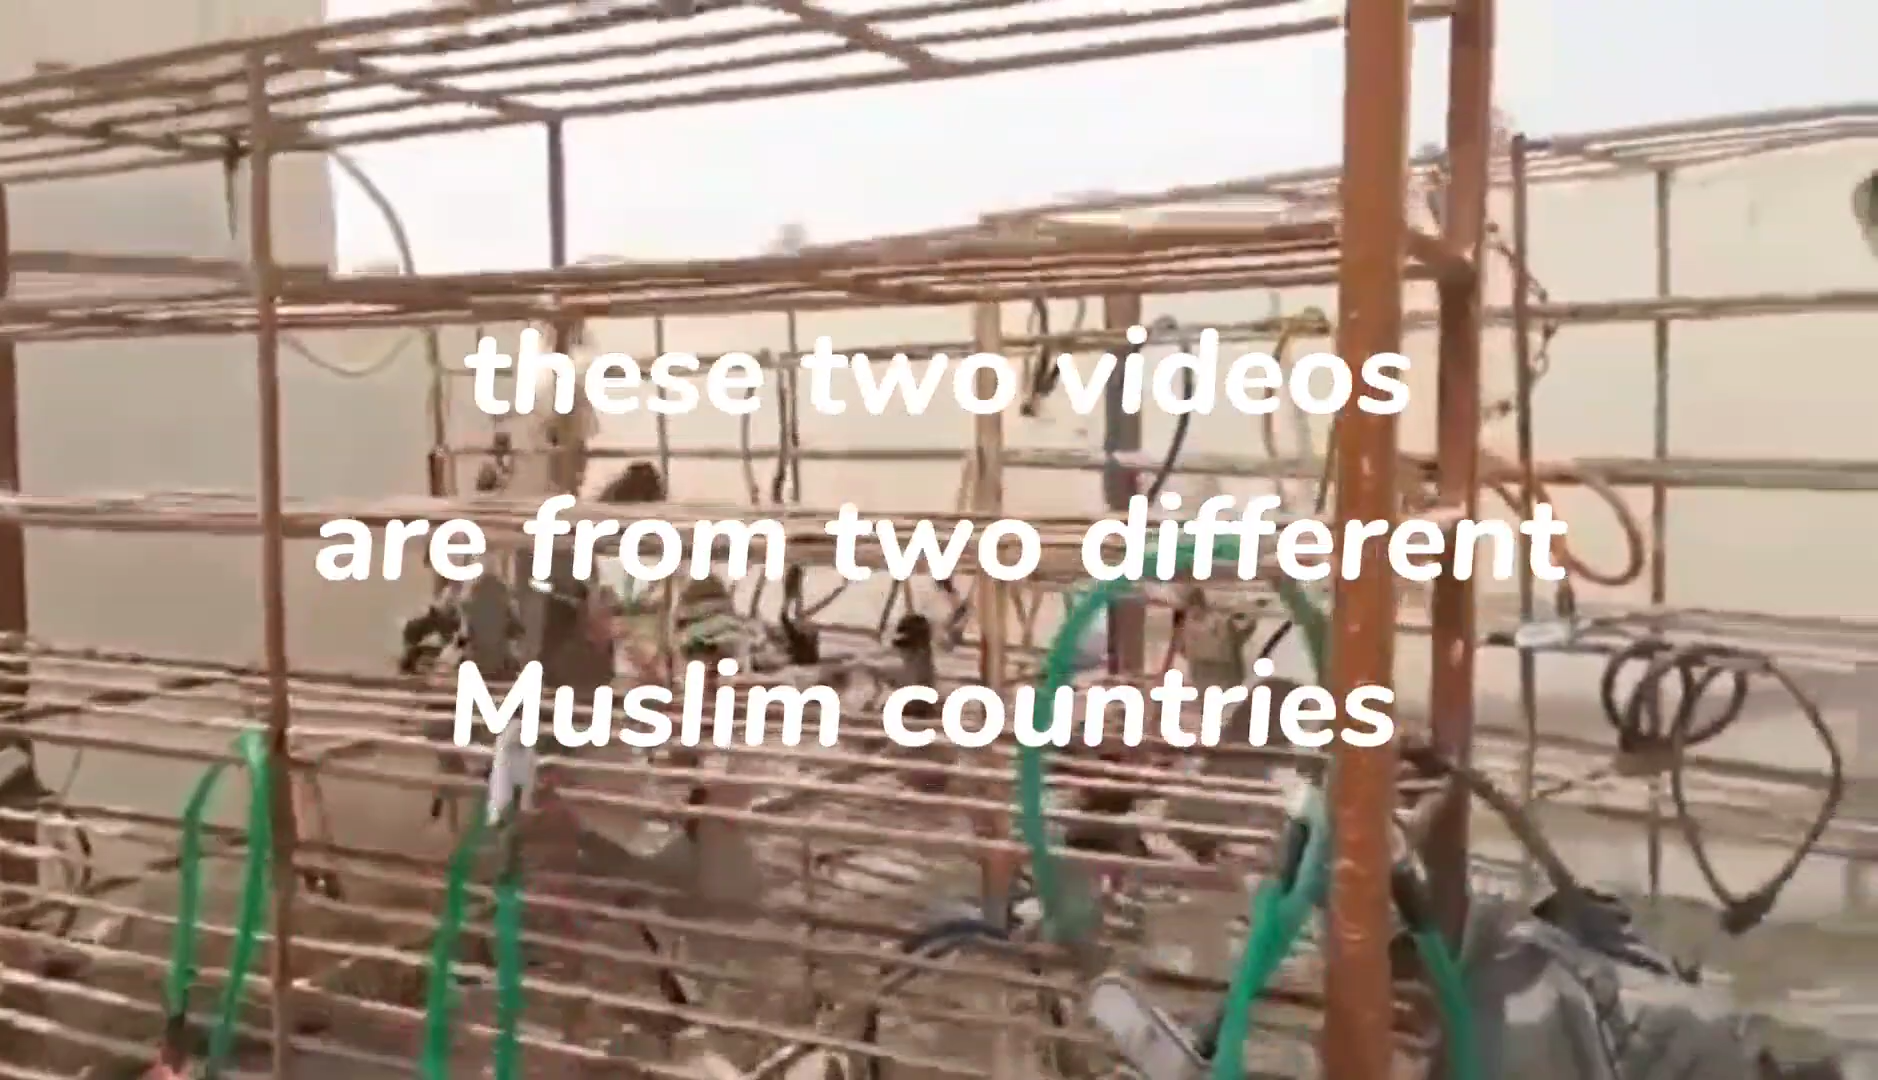 these two videos
are from two different
Muslim countries